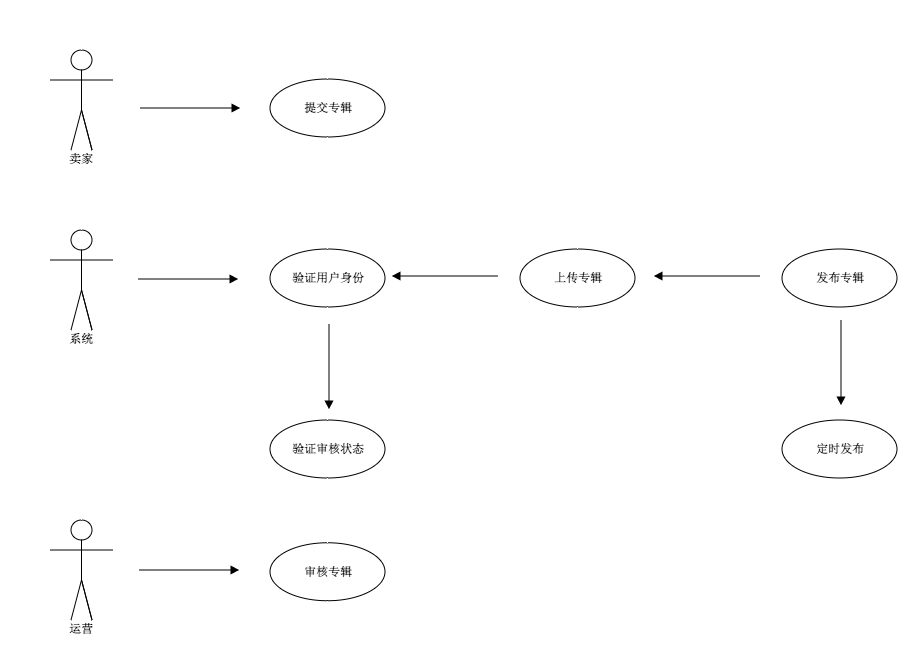 提交专辑
卖家
验证用户身份
上传专辑
发布专辑
系统
验证审核状态
定时发布
审核专辑
运营